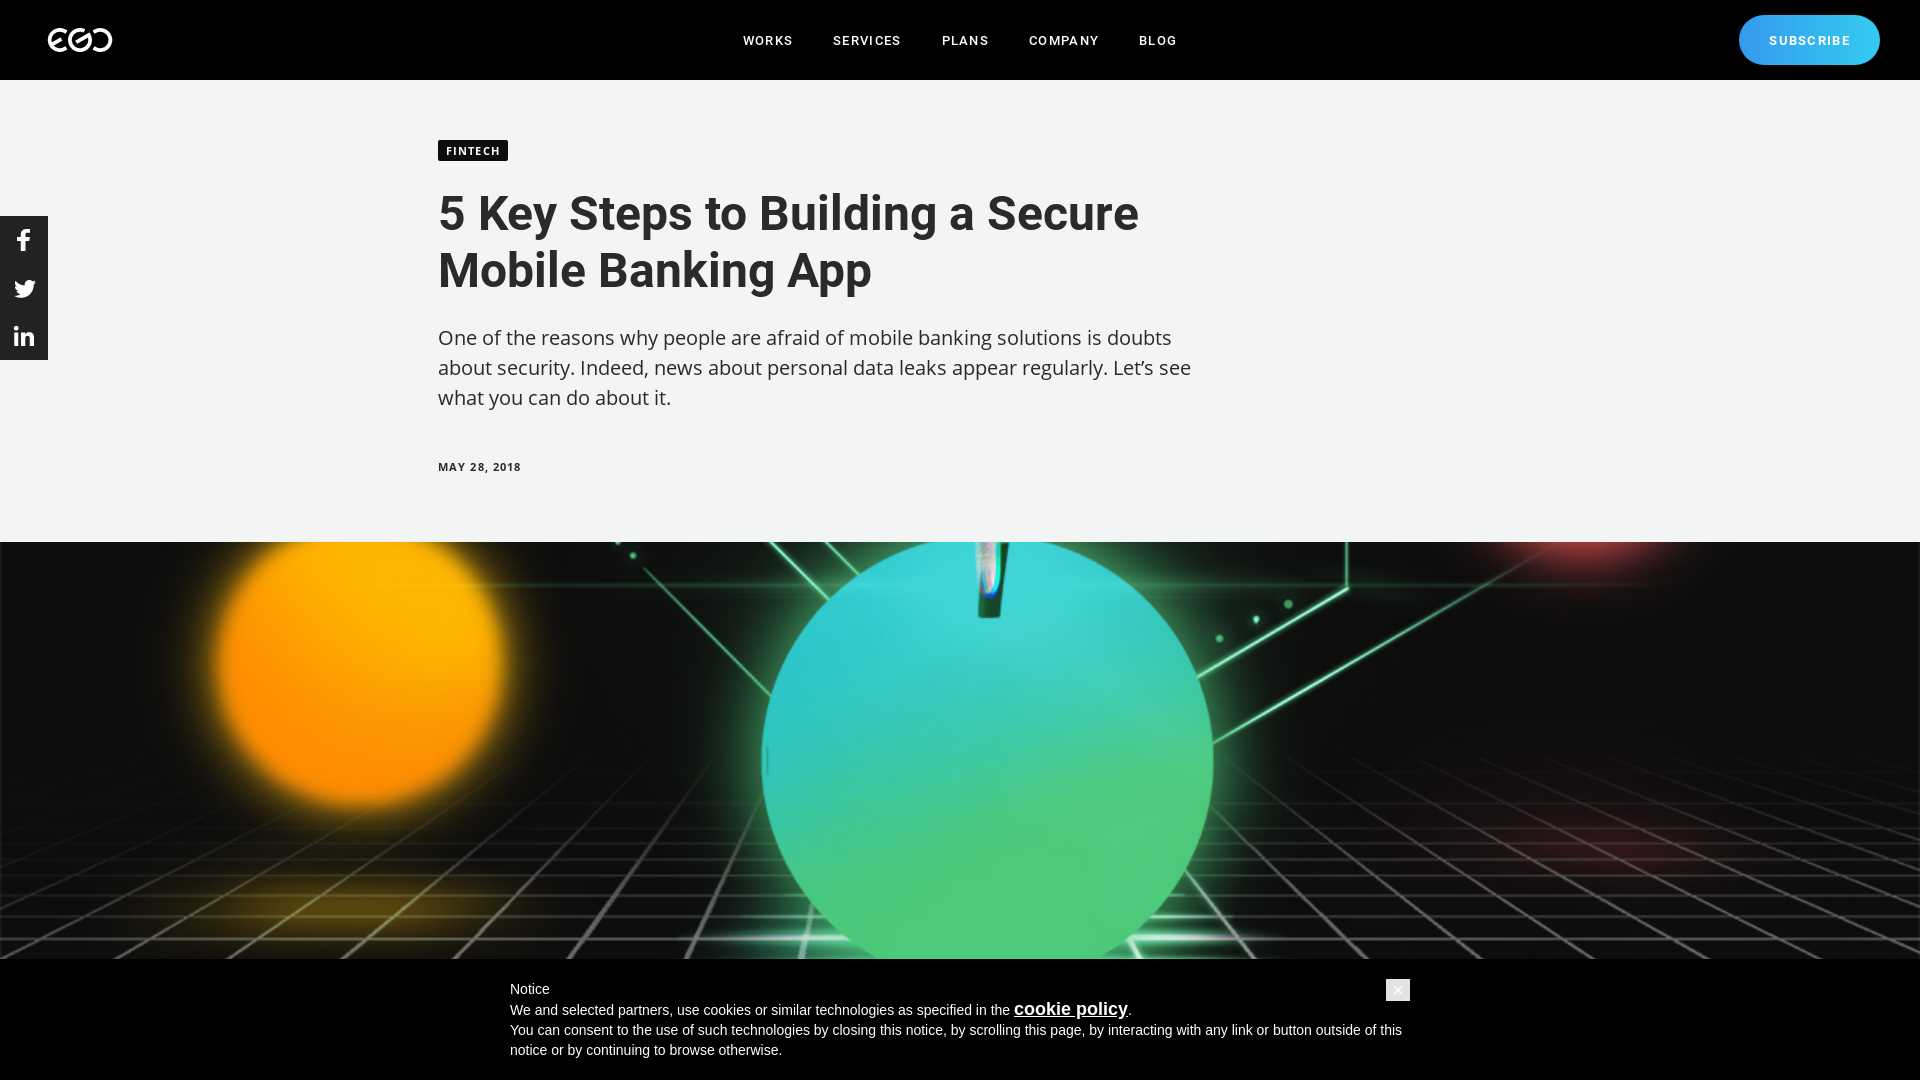 EGO
WORKS
SERVICES
PLANS
COMPANY
BLOG
SUBSCRIBE
FINTECH
5 Key Steps to Building a Secure
Mobile Banking App
One of the reasons why people are afraid of mobile banking solutions is doubts
about security. Indeed, news about personal data leaks appear regularly. Let’s see
what you can do about it.
MAY 28, 2018
Notice
We and selected partners, use cookies or similar technologies as specified in the cookie policy.
You can consent to the use of such technologies by closing this notice, by scrolling this page, by interacting with any link or button outside of this
notice or by continuing to browse otherwise.